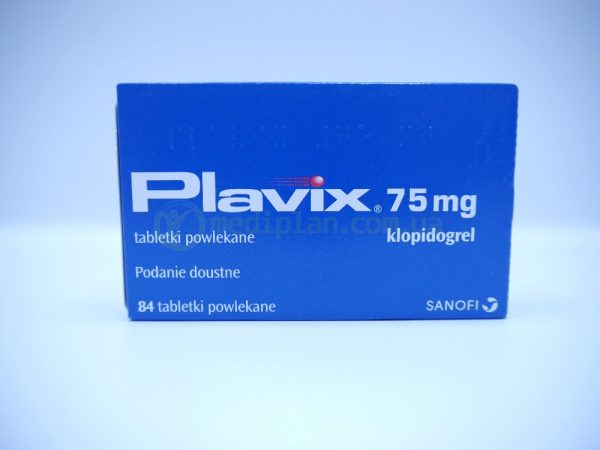 Plavix® 75 mg
mediplan.com.ua
tabletki powlekane klopidogrel
Podanie doustne
84 tabletki powlekane SANOFI